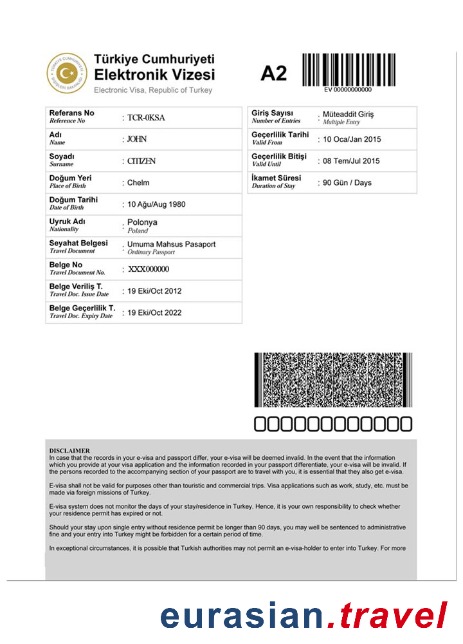 Türkiye Cumhuriyeti
Elektronik Vizesi
Electronic Visa, Republic of Turkey
A2
EV 00000000000
Referans No
Reference No
: TCR-0KSA
Adı
Name
: JOHN
Soyadı
Surname
: CITIZEN
Doğum Yeri
Place of Birth
: Chelm
Doğum Tarihi
Date of Birth
: 10 Ağu/Aug 1980
Uyruk Adı
Nationality
: Polonya
Poland
Seyahat Belgesi
Travel Document
: Umuma Mahsus Pasaport
Ordinary Passport
Belge No
Travel Document No.
: XXX000000
Belge Veriliş T.
Travel Doc. Issue Date
: 19 Eki/Oct 2012
Belge Geçerlilik T.
Travel Doc. Expiry Date
: 19 Eki/Oct 2022
Giriş Sayısı
Number of Entries
: Müteaddit Giriş
Multiple Entry
Geçerlilik Tarihi
Valid From
: 10 Oca/Jan 2015
Geçerlilik Bitişi
Valid Until
: 08 Tem/Jul 2015
İkamet Süresi
Duration of Stay
: 90 Gün / Days
000000000000
DISCLAIMER
In case that the records in your e-visa and passport differ, your e-visa will be deemed invalid. In the event that the information
which you provide at your visa application and the information recorded in your passport differentiate, your e-visa will be invalid. If
the persons recorded to the accompanying section of your passport are to travel with you, it is essential that they also get e-visa.
E-visa shall not be valid for purposes other than touristic and commercial trips. Visa applications such as work, study, etc. must be
made via foreign missions of Turkey.
E-visa system does not monitor the days of your stay/residence in Turkey. Hence, it is your own responsibility to check whether
your residence permit has expired or not.
Should your stay upon single entry without residence permit be longer than 90 days, you may well be sentenced to administrative
fine and your entry into Turkey might be forbidden for a certain period of time.
In exceptional circumstances, it is possible that Turkish authorities may not permit an e-visa-holder to enter into Turkey. For more
eurasian.travel